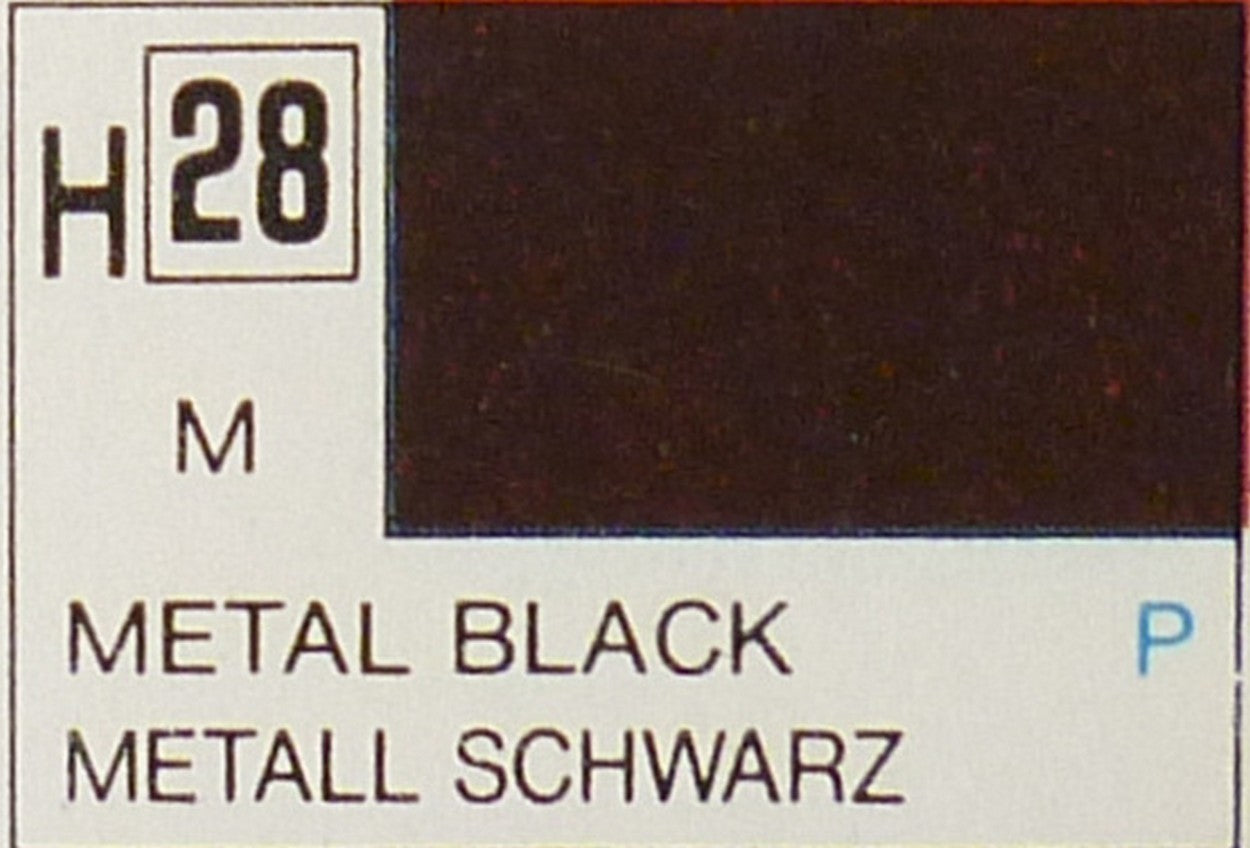 H 28
M
METAL BLACK P
METALL SCHWARZ